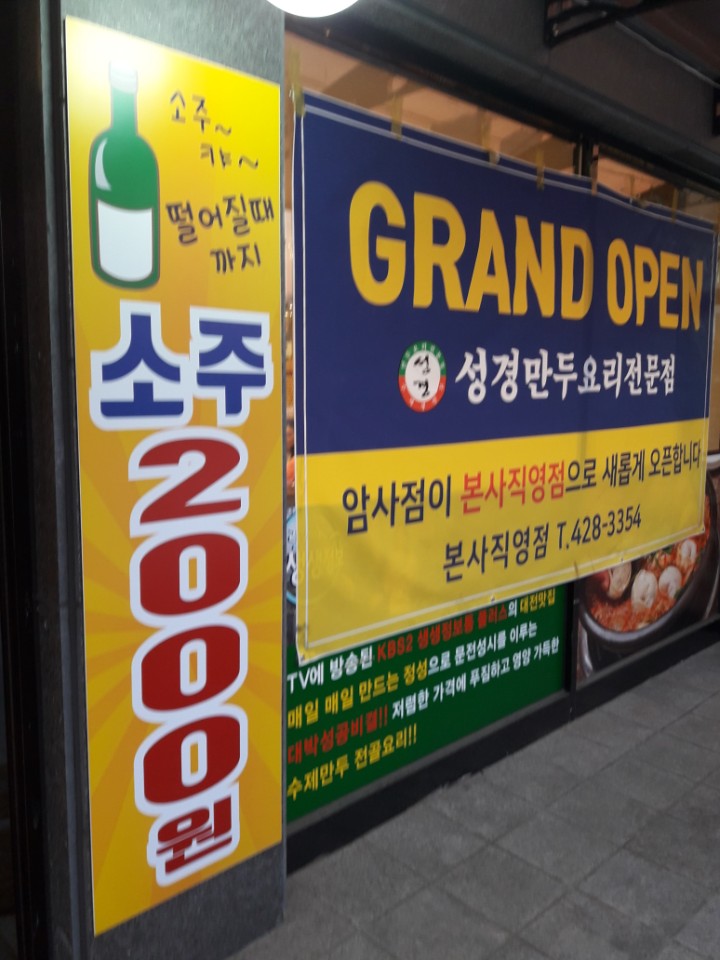 소주~
캬~
떨어질때
까지
소주
2000원
GRAND OPEN
성경
성경만두요리전문점
암사점이 본사직영점으로 새롭게 오픈합니다
본사직영점 T.428-3354
TV에 방송된 KBS2 생생정보통 플러스의 대전맛집
매일 매일 만드는 정성으로 문전성시를 이루는
대박성공비결!! 저렴한 가격에 푸짐하고 영양 가득한
수제만두 전골요리!!